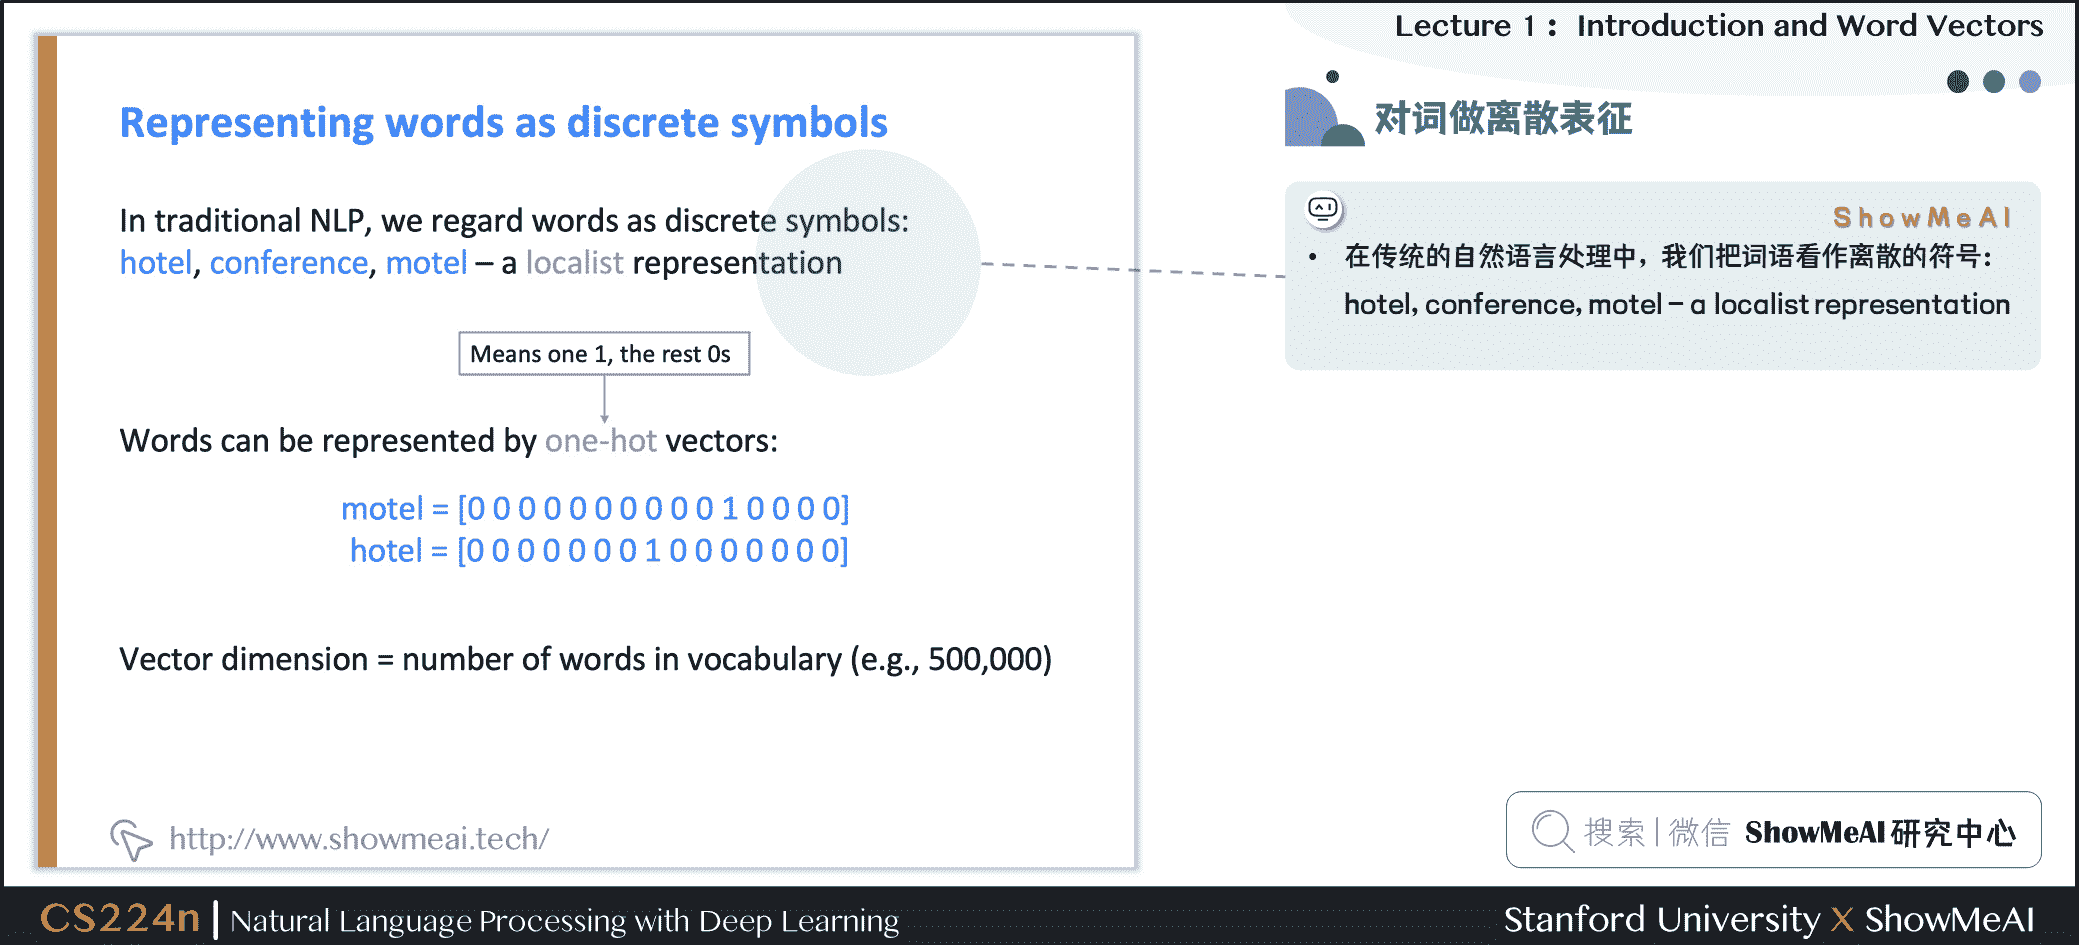 Lecture 1： Introduction and Word Vectors
Representing words as discrete symbols
In traditional NLP, we regard words as discrete symbols:
hotel, conference, motel – a localist representation
Means one 1, the rest 0s
Words can be represented by one-hot vectors:
motel = [0 0 0 0 0 0 0 0 0 0 1 0 0 0 0]
hotel = [0 0 0 0 0 0 0 1 0 0 0 0 0 0 0]
Vector dimension = number of words in vocabulary (e.g., 500,000)
http://www.showmeai.tech/
对词做离散表征
ShowMeAI
• 在传统的自然语言处理中，我们把词语看作离散的符号：
hotel, conference, motel – a localist representation
搜索 | 微信 ShowMeAI 研究中心
CS224n | Natural Language Processing with Deep Learning
Stanford University X ShowMeAI